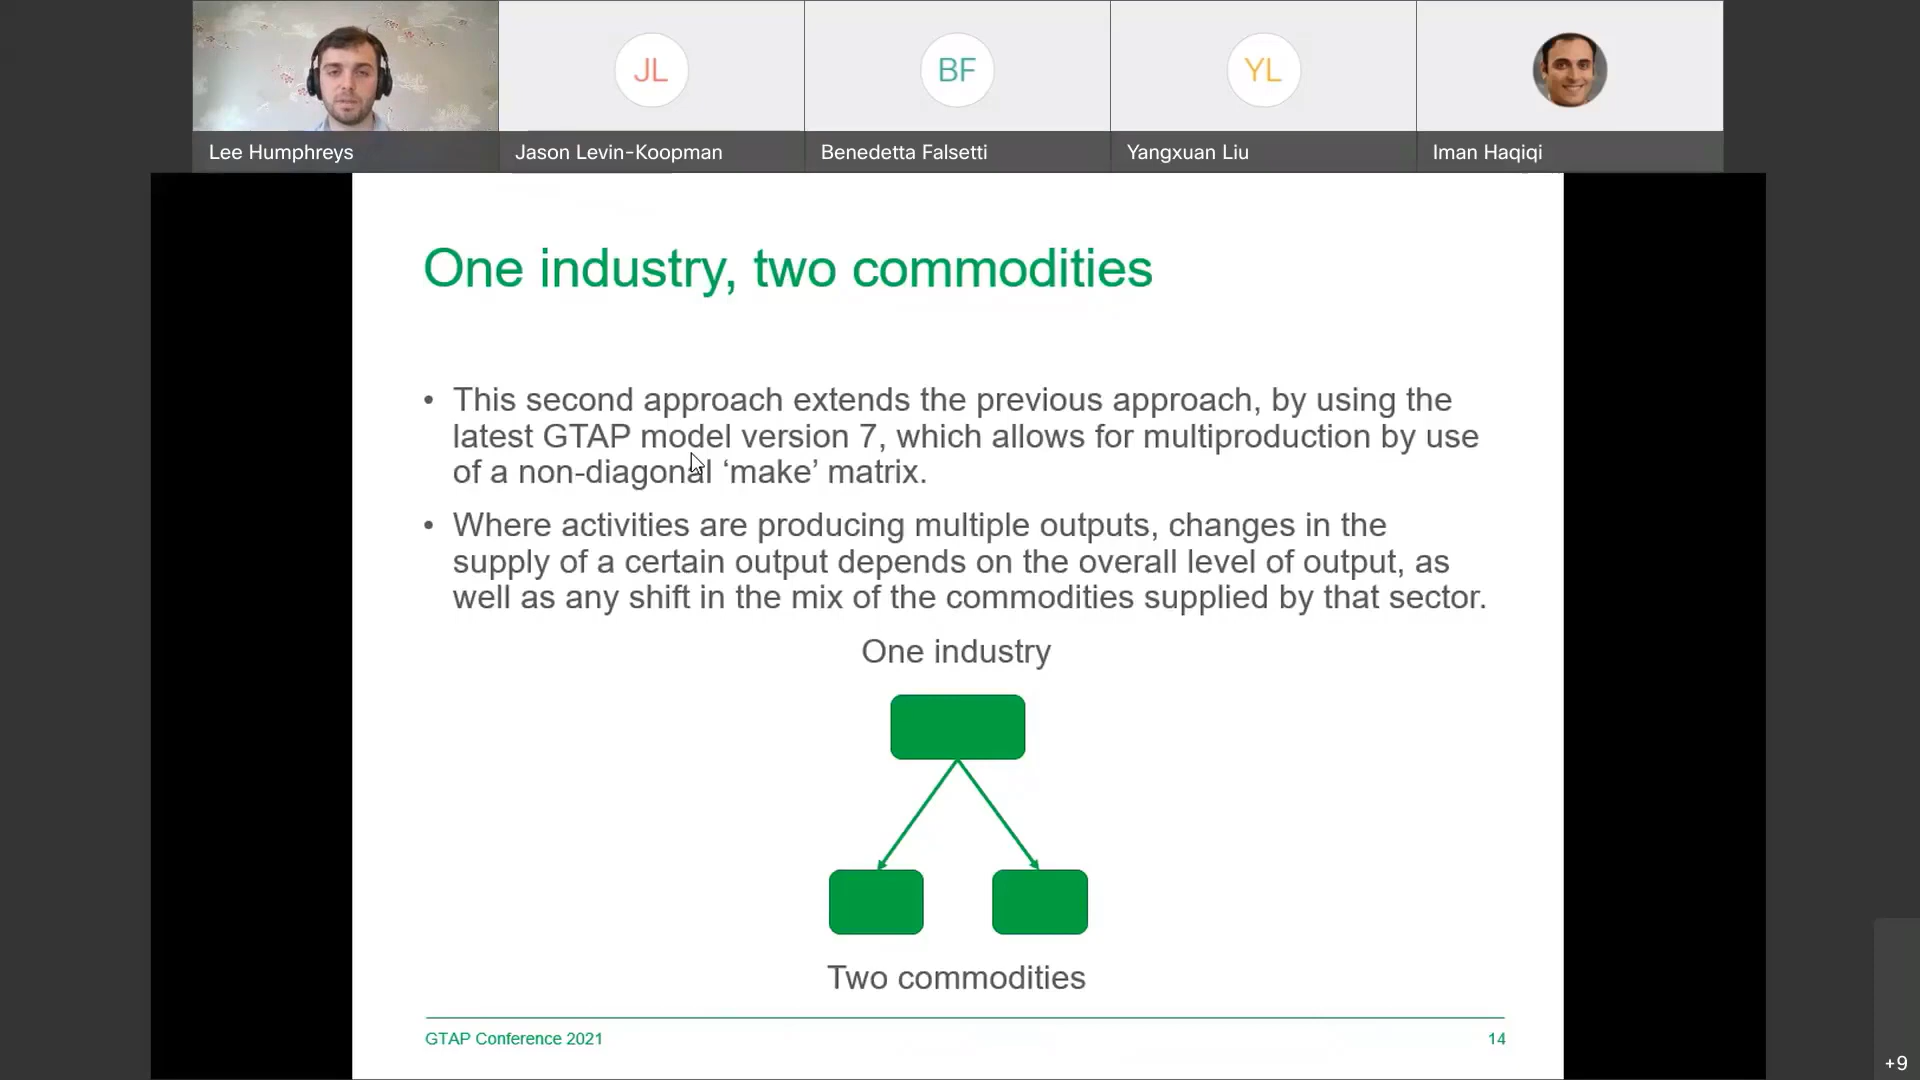 JL
BF
YL
Lee Humphreys
Jason Levin-Koopman
Benedetta Falsetti
Yangxuan Liu
Iman Haqiqi
One industry, two commodities
• This second approach extends the previous approach, by using the
latest GTAP model version 7, which allows for multiproduction by use
of a non-diagonal ‘make’ matrix.
• Where activities are producing multiple outputs, changes in the
supply of a certain output depends on the overall level of output, as
well as any shift in the mix of the commodities supplied by that sector.
One industry
Two commodities
GTAP Conference 2021
14
+9